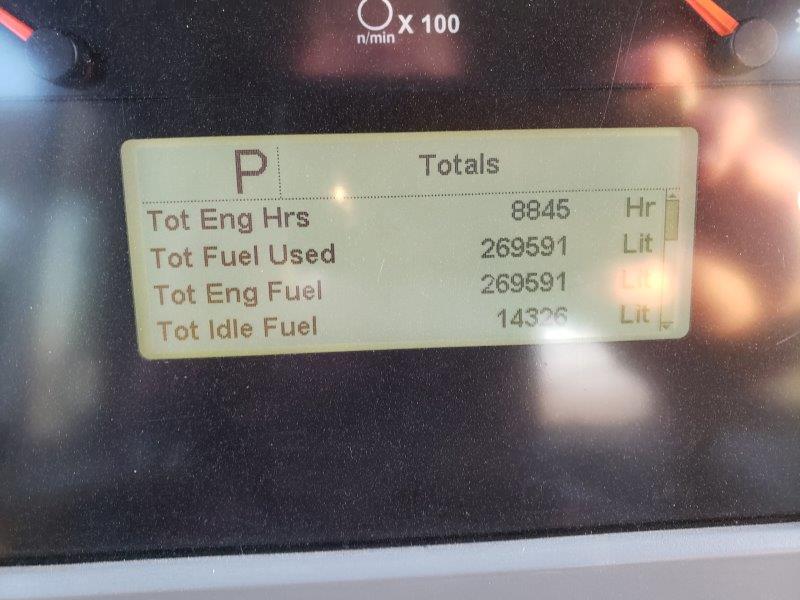 X 100
n/min
P Totals
Tot Eng Hrs 8845 Hr
Tot Fuel Used 269591 Lit
Tot Eng Fuel 269591 Lit
Tot Idle Fuel 14326 Lit